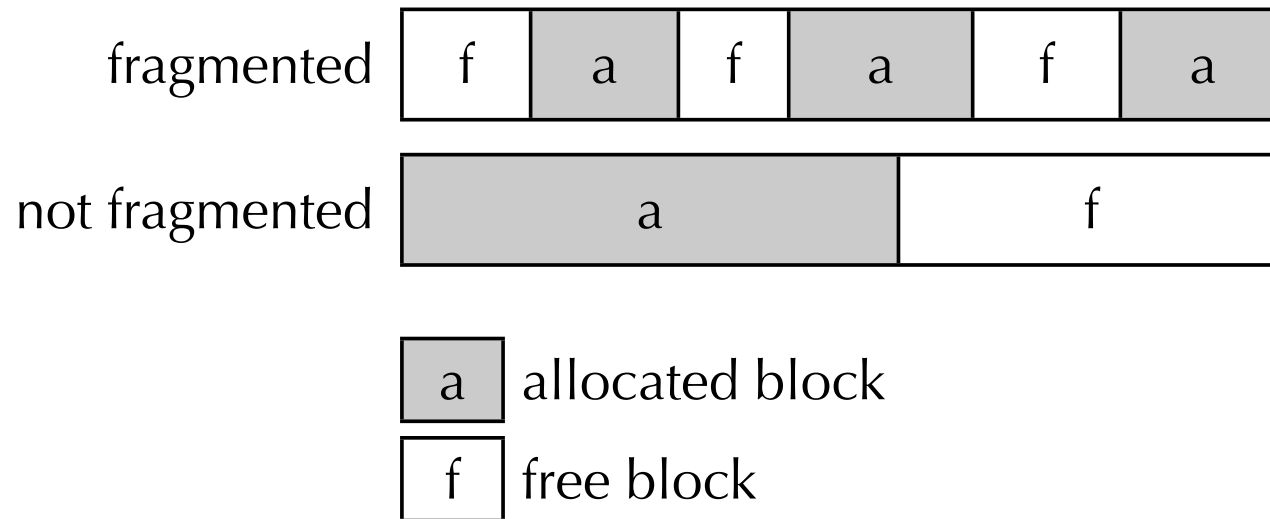 fragmented f a f a f a
not fragmented a f
a allocated block
f free block